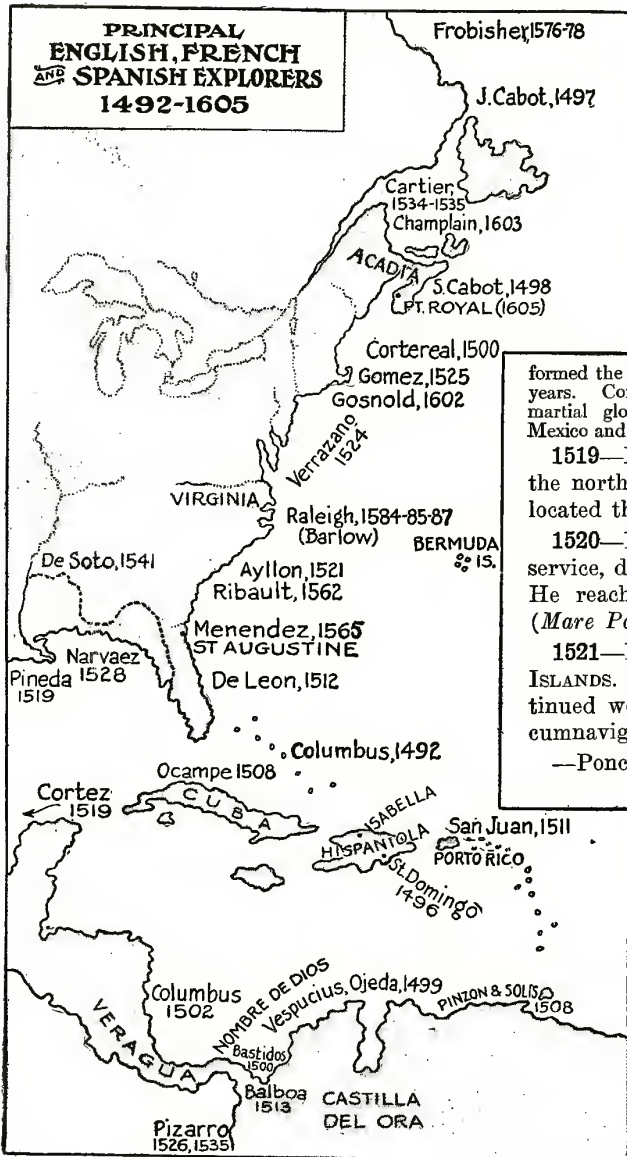 PRINCIPAL
ENGLISH, FRENCH
AND SPANISH EXPLORERS
1492-1605
Frobisher, 1576-78
J. Cabot, 1497
Cartier,
1534-1535
Champlain, 1603
ACADIA
S. Cabot, 1498
PT. ROYAL (1605)
Cortereal, 1500
Gomez, 1525
Gosnold, 1602
Verrazano
1524
VIRGINIA
Raleigh, 1584-85-87
(Barlow)
BERMUDA
IS.
De Soto, 1541
Ayllon, 1521
Ribault, 1562
Menendez, 1565
ST AUGUSTINE
Narvaez
1528
Pineda
1519
De Leon, 1512
Columbus, 1492
Ocampe 1508
CUBA
Cortez
1519
ISABELLA
HISPANIOLA
St. Domingo
1496
San Juan, 1511
PORTO RICO
Columbus
1502
NOMBRE DE DIOS
Vespucius, Ojeda, 1499
PINZON & SOLIS
1508
VERAGUA
Bastidos
1500
Balboa
1513
CASTILLA
DEL ORA
Pizarro
1526, 1535
formed the
years. Co
martial glo
Mexico and
1519—
the north
located th
1520—
service, d
He reach
(Mare Pa
1521—
ISLANDS.
tinued w
cumnavig
—Ponc